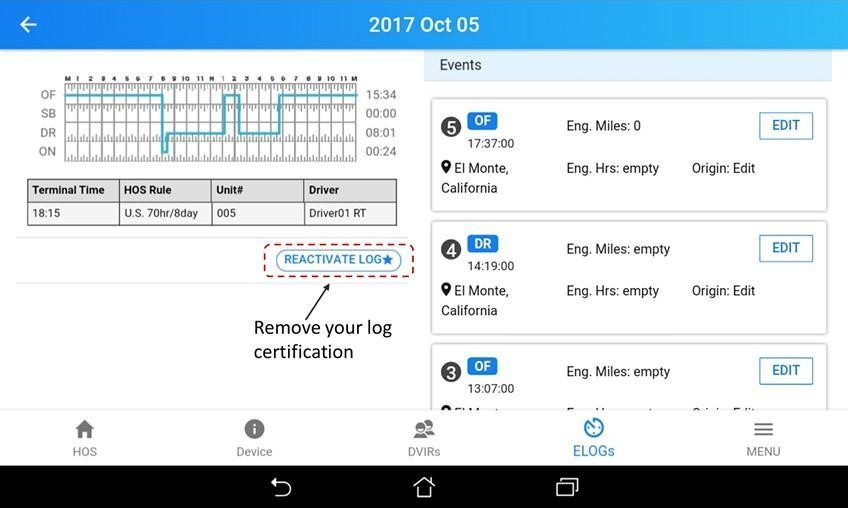 2017 Oct 05
M 1 2 3 4 5 6 7 8 9 10 11 N 1 2 3 4 5 6 7 8 9 10 11 M
OF 15:34
SB 00:00
DR 08:01
ON 00:24
Terminal Time HOS Rule Unit# Driver
18:15 U.S. 70hr/8day 005 Driver01 RT
REACTIVATE LOG
Remove your log
certification
Events
5 OF Eng. Miles: 0 EDIT
17:37:00
El Monte, Eng. Hrs: empty Origin: Edit
California
4 DR Eng. Miles: empty EDIT
14:19:00
El Monte, Eng. Hrs: empty Origin: Edit
California
3 OF Eng. Miles: empty EDIT
13:07:00
HOS Device DVIRs ELOGs MENU